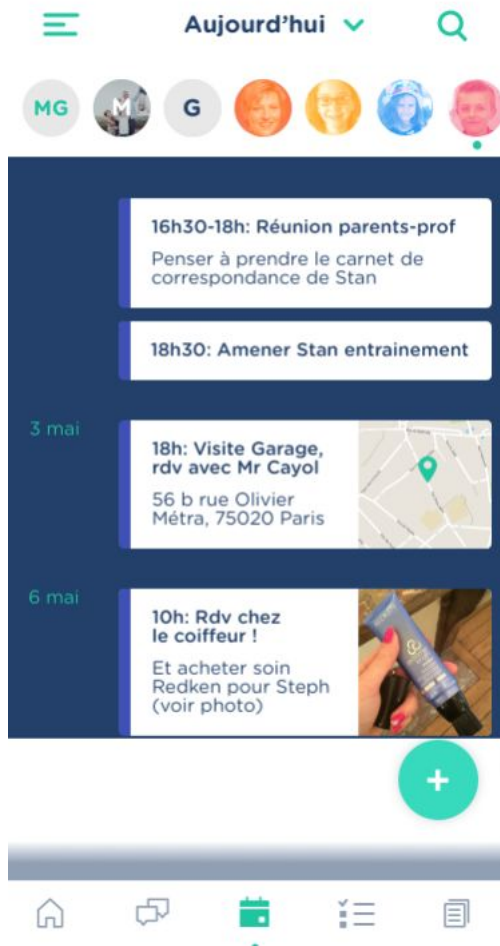 Aujourd’hui
MG
M
G
16h30-18h: Réunion parents-prof
Penser à prendre le carnet de
correspondance de Stan
18h30: Amener Stan entrainement
3 mai
18h: Visite Garage,
rdv avec Mr Cayol
56 b rue Olivier
Métra, 75020 Paris
6 mai
10h: Rdv chez
le coiffeur !
Et acheter soin
Redken pour Steph
(voir photo)
+